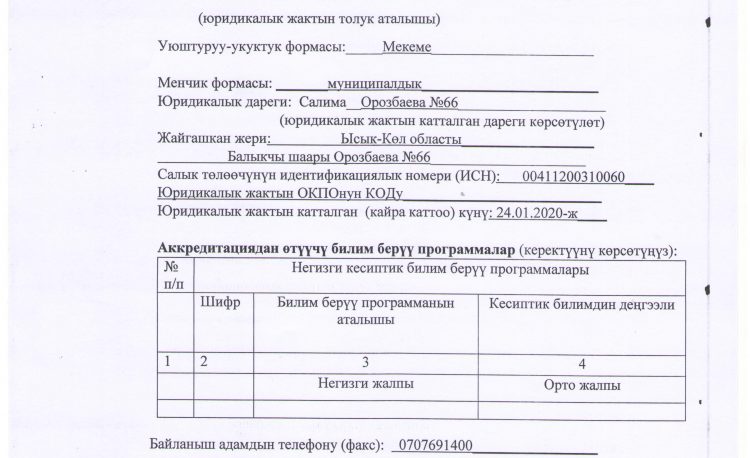 (юридикалык жактын толук аталышы)
Уюштуруу-укуктук формасы: Мекеме
Менчик формасы: муниципалдык
Юридикалык дареги: Салима Орозбаева №66
(юридикалык жактын катталган дареги көрсөтүлөт)
Жайгашкан жери: Ысык-Көл областы
Балыкчы шаары Орозбаева №66
Салык төлөөчүнүн идентификациялык номери (ИСН): 00411200310060
Юридикалык жактын ОКПОнун КОДу
Юридикалык жактын катталган (кайра каттоо) күнү: 24.01.2020-ж
Аккредитациядан өтүүчү билим берүү программалар (керектүүнү көрсөтүңүз):
№ п/п Негизги кесиптик билим берүү программалары
Шифр Билим берүү программанын аталышы Кесиптик билимдин деңгээли
1 2 3 4
Негизги жалпы Орто жалпы
Байланыш адамдын телефону (факс): 0707691400